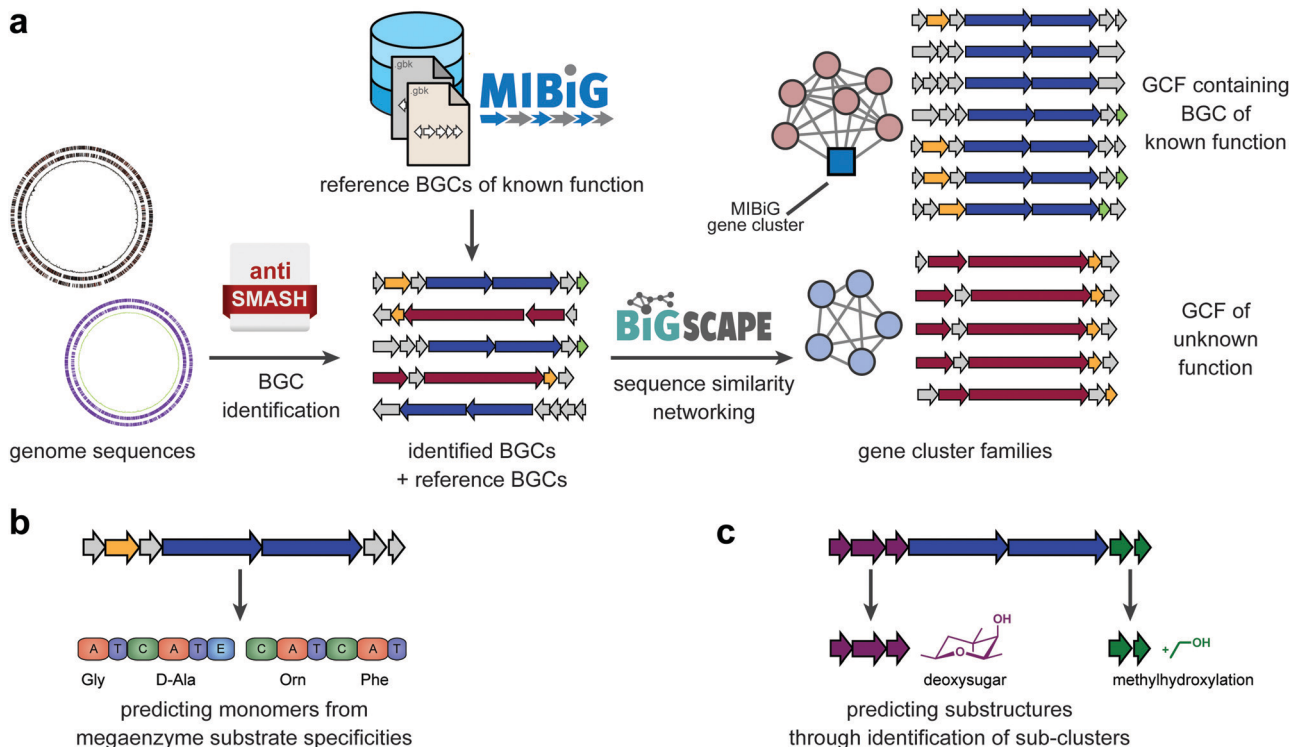 a
.gbk
.gbk
MIBiG
reference BGCs of known function
anti
SMASH
BGC
identification
genome sequences
identified BGCs
+ reference BGCs
BiGSCAPE
sequence similarity
networking
MIBiG
gene cluster
GCF containing
BGC of
known function
GCF of
unknown
function
gene cluster families
b
A T C A T E C A T C A T
Gly D-Ala Orn Phe
predicting monomers from
megaenzyme substrate specificities
c
OH
O
deoxysugar
+ OH
methylhydroxylation
predicting substructures
through identification of sub-clusters